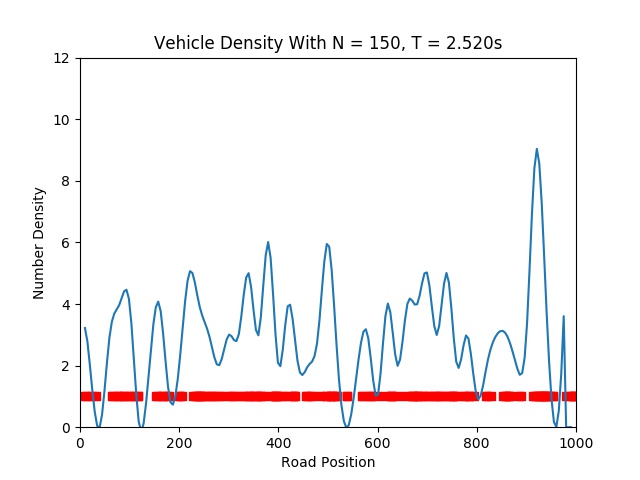 Vehicle Density With N = 150, T = 2.520s
12
10
8
6
4
2
0
Number Density
0 200 400 600 800 1000
Road Position